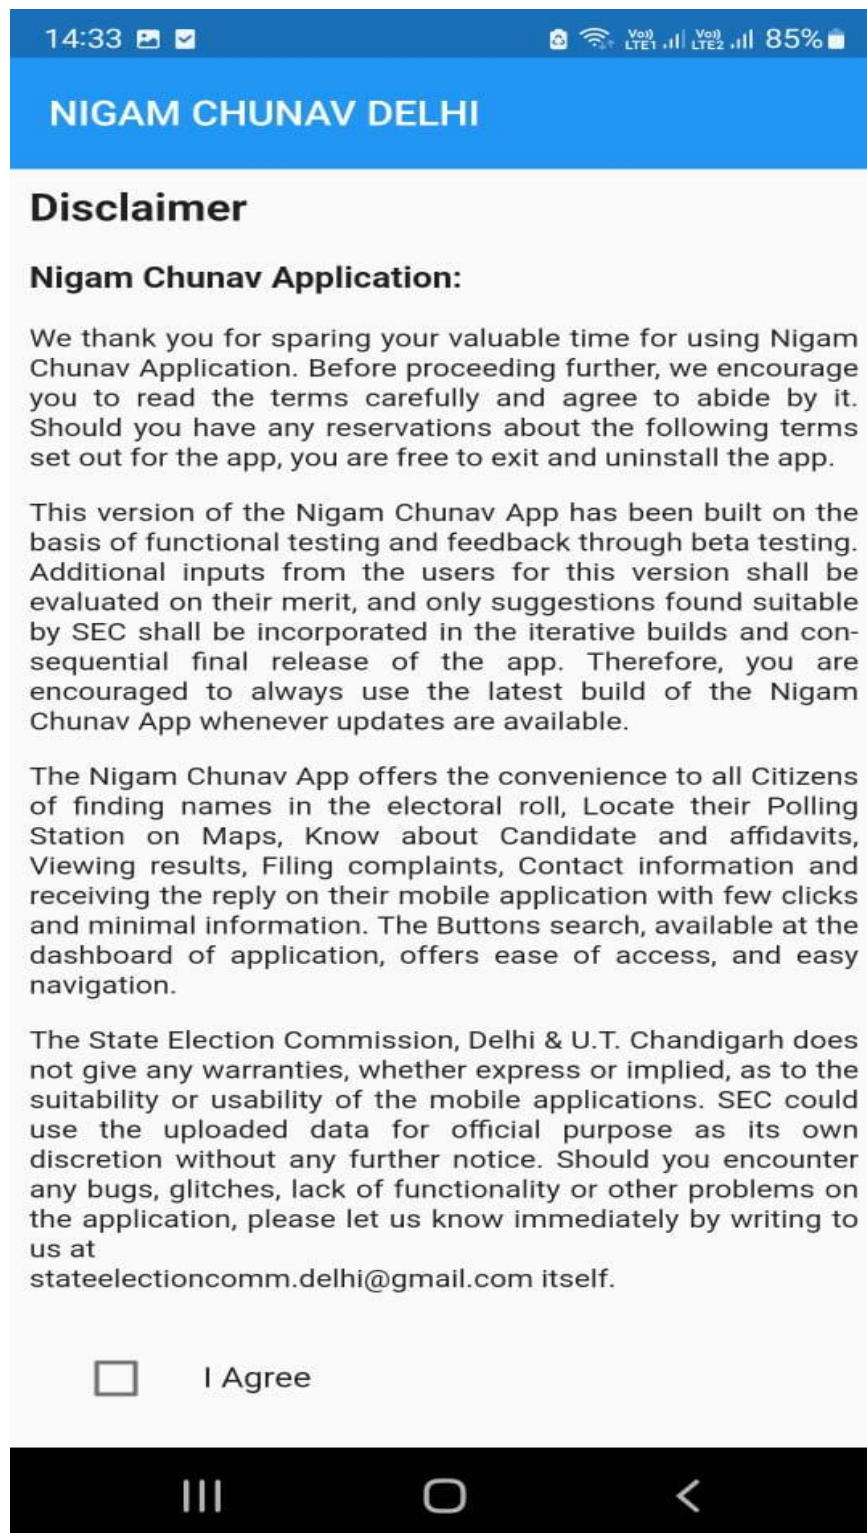 14:33 Vo)) LTE1 Vo)) LTE2 85%
NIGAM CHUNAV DELHI
Disclaimer
Nigam Chunav Application:
We thank you for sparing your valuable time for using Nigam
Chunav Application. Before proceeding further, we encourage
you to read the terms carefully and agree to abide by it.
Should you have any reservations about the following terms
set out for the app, you are free to exit and uninstall the app.
This version of the Nigam Chunav App has been built on the
basis of functional testing and feedback through beta testing.
Additional inputs from the users for this version shall be
evaluated on their merit, and only suggestions found suitable
by SEC shall be incorporated in the iterative builds and con-
sequential final release of the app. Therefore, you are
encouraged to always use the latest build of the Nigam
Chunav App whenever updates are available.
The Nigam Chunav App offers the convenience to all Citizens
of finding names in the electoral roll, Locate their Polling
Station on Maps, Know about Candidate and affidavits,
Viewing results, Filing complaints, Contact information and
receiving the reply on their mobile application with few clicks
and minimal information. The Buttons search, available at the
dashboard of application, offers ease of access, and easy
navigation.
The State Election Commission, Delhi & U.T. Chandigarh does
not give any warranties, whether express or implied, as to the
suitability or usability of the mobile applications. SEC could
use the uploaded data for official purpose as its own
discretion without any further notice. Should you encounter
any bugs, glitches, lack of functionality or other problems on
the application, please let us know immediately by writing to
us at
stateelectioncomm.delhi@gmail.com itself.
I Agree